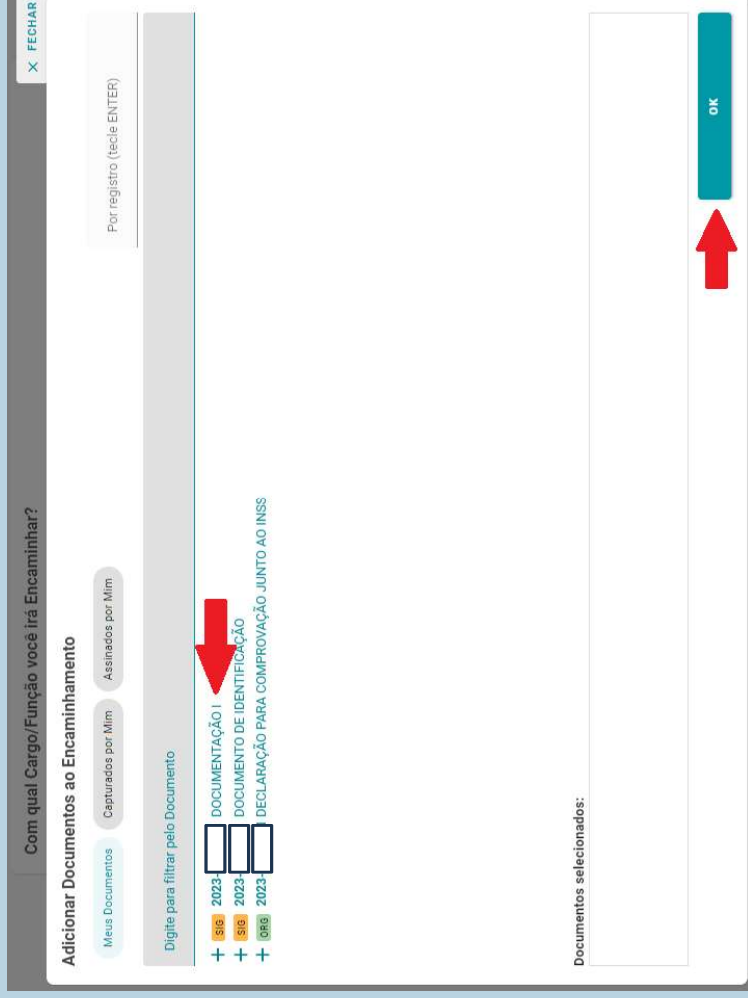 Com qual Cargo/Função você irá Encaminhar?
X FECHAR
Adicionar Documentos ao Encaminhamento
Meus Documentos Capturados por Mim Assinados por Mim
Por registro (tecle ENTER)
Digite para filtrar pelo Documento
+ SIG 2023- DOCUMENTAÇÃO I
+ SIG 2023- DOCUMENTO DE IDENTIFICAÇÃO
+ ORG 2023- DECLARAÇÃO PARA COMPROVAÇÃO JUNTO AO INSS
Documentos selecionados:
OK